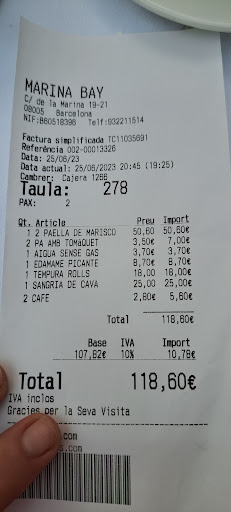 MARINA BAY
C/ de la Marina 19-21
08005 Barcelona
NIF:B60518398 Telf:932211514
Factura simplificada TC11035691
Referència 002-0013326
Data: 25/06/23
Data actual: 25/06/2023 20:45 (19:25)
Cambrer: Cajera 1266
Taula: 278
PAX: 2
Qt. Article Preu Import
1 2 PAELLA DE MARISCO 50,60 50,60€
2 PA AMB TOMàQUET 3,50€ 7,00€
1 AIGUA SENSE GAS 3,70€ 3,70€
1 EDAMAME PICANTE 8,70€ 8,70€
1 TEMPURA ROLLS 18,00 18,00€
1 SANGRIA DE CAVA 25,00 25,00€
2 CAFE 2,80€ 5,60€
Total 118,60€
Base IVA Import
107,82€ 10% 10,78€
Total 118,60€
IVA inclos
Gracies per la Seva Visita
.com
s.com